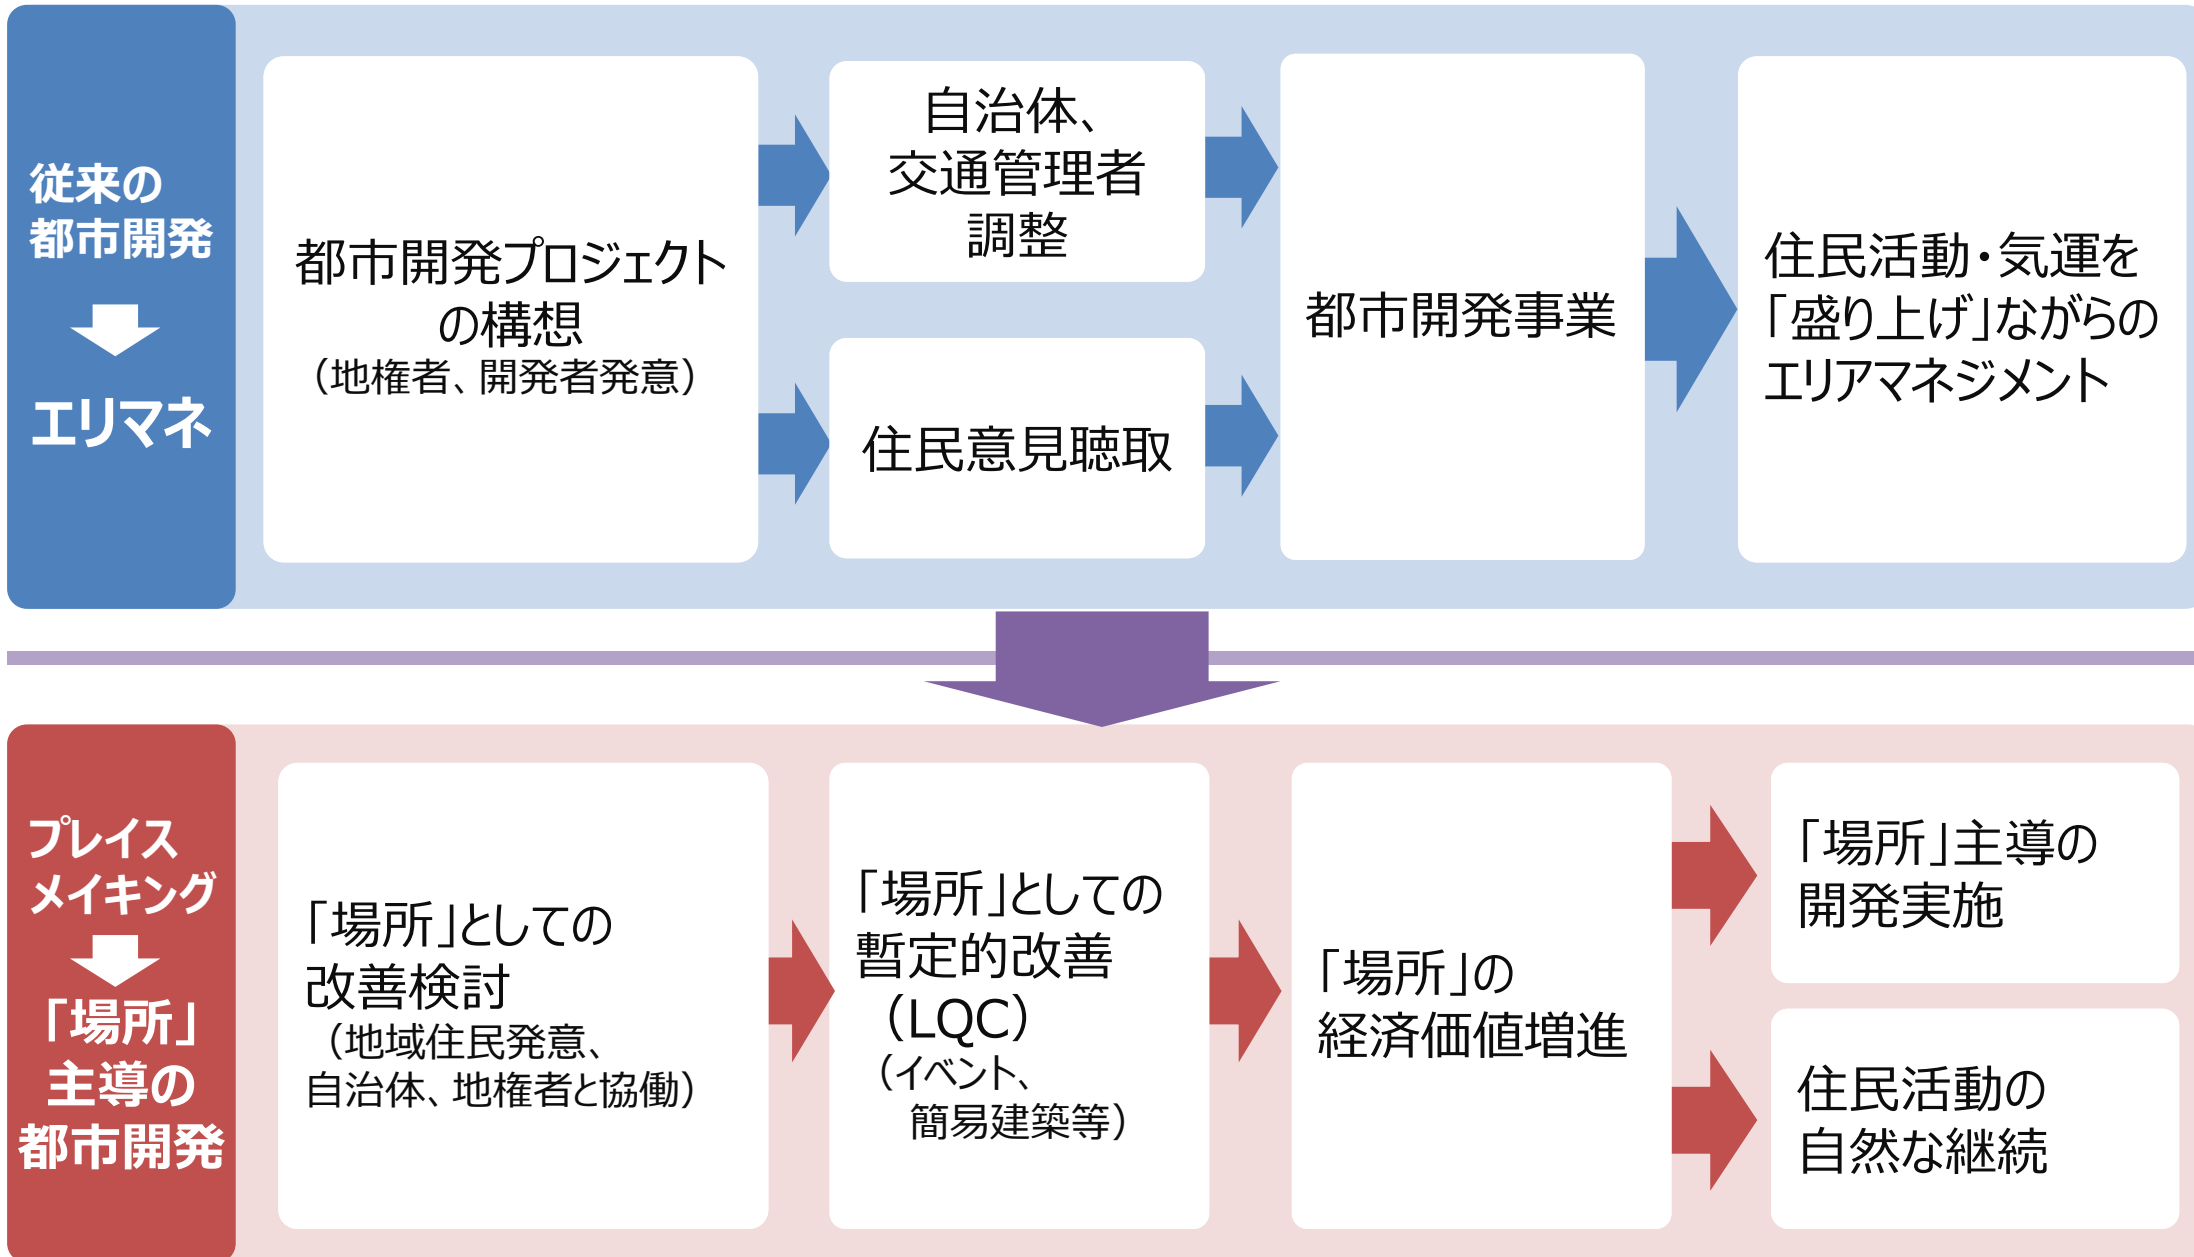 従来の
都市開発
エリマネ
都市開発プロジェクト
の構想
（地権者、開発者発意）
自治体、
交通管理者
調整
住民意見聴取
都市開発事業
住民活動・気運を
「盛り上げ」ながらの
エリアマネジメント
プレイス
メイキング
「場所」
主導の
都市開発
「場所」としての
改善検討
（地域住民発意、
自治体、地権者と協働）
「場所」としての
暫定的改善
（LQC）
（イベント、
簡易建築等）
「場所」の
経済価値増進
「場所」主導の
開発実施
住民活動の
自然な継続